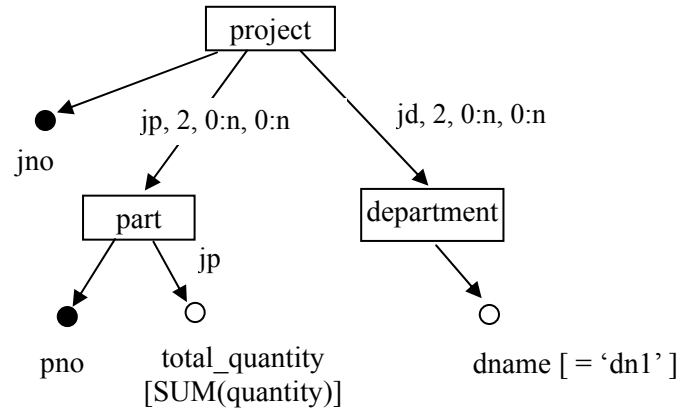 project
jp, 2, 0:n, 0:n
jd, 2, 0:n, 0:n
jno
part
department
jp
pno
total_quantity
[SUM(quantity)]
dname [ = ‘dn1’ ]